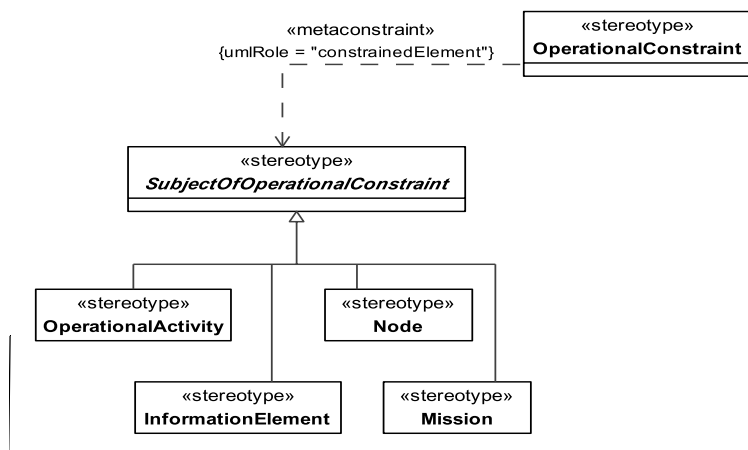 «metaconstraint»
{umlRole = "constrainedElement"}
«stereotype»
OperationalConstraint
«stereotype»
SubjectOfOperationalConstraint
«stereotype»
OperationalActivity
«stereotype»
Node
«stereotype»
InformationElement
«stereotype»
Mission